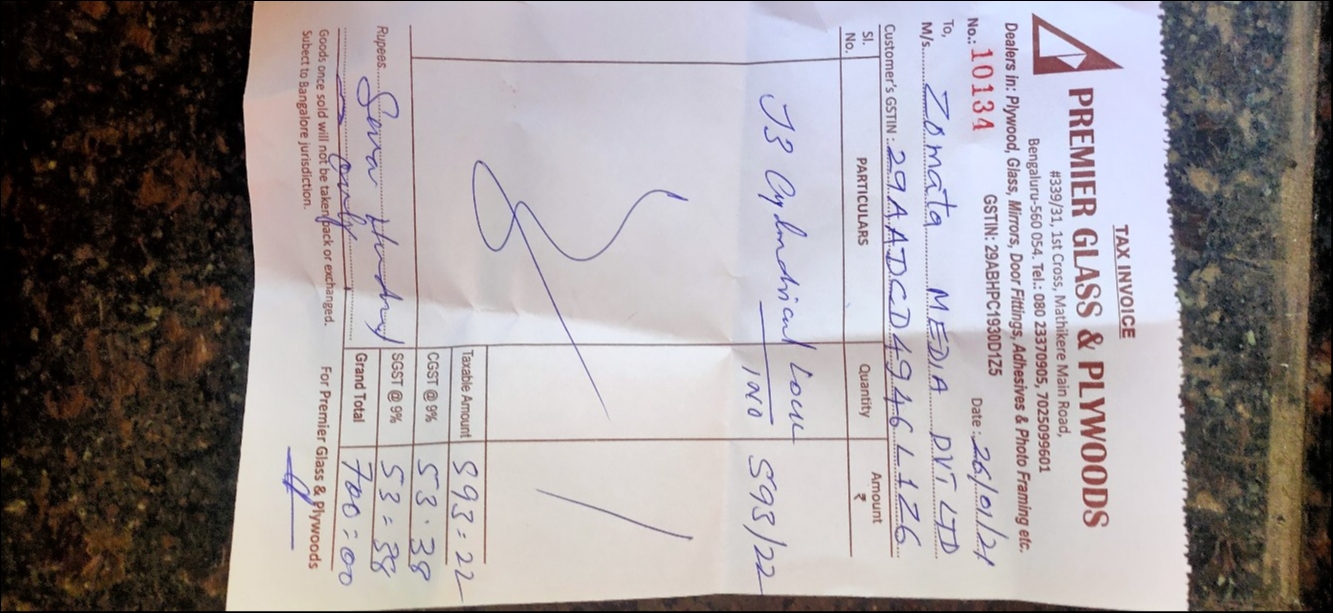 TAX INVOICE
PREMIER GLASS & PLYWOODS
#339/31, 1st Cross, Mathikere Main Road,
Bengaluru-560 054. Tel.: 080 23370905, 7025099601
Dealers in: Plywood, Glass, Mirrors, Door Fittings, Adhesives & Photo Framing etc.
No.: 10134 GSTIN: 29ABHPC1930D1Z5 Date : 26/01/21
To,
M/s. Zomato MEDIA PVT LTD
Customer's GSTIN : 29AADCD4946L1Z6
Sl. No. PARTICULARS Quantity Amount ₹
Cylindrical Lock 1NO 593/22
Taxable Amount 593=22
CGST @ 9% 53.38
SGST @ 9% 53=38
Grand Total 700=00
Rupees Seven Hundred
only
Goods once sold will not be taken back or exchanged.
Subect to Bangalore jurisdiction.
For Premier Glass & Plywoods